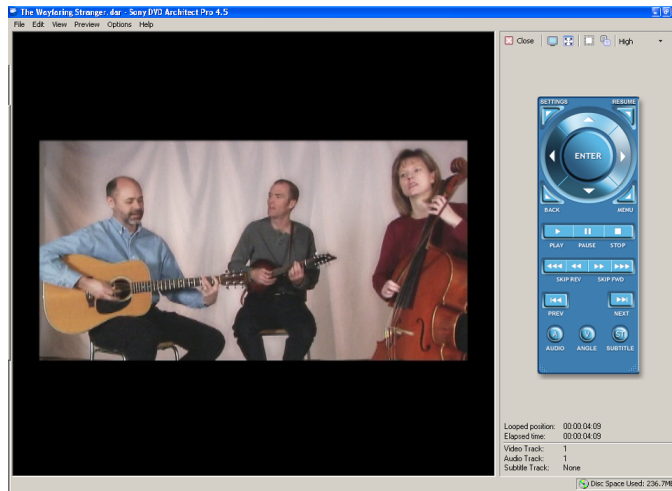 The Wayfaring Stranger.dar - Sony DVD Architect Pro 4.5
File Edit View Preview Options Help
Close High
SETTINGS RESUME
ENTER
BACK MENU
PLAY PAUSE STOP
SKIP REV SKIP FWD
PREV NEXT
A V ST
AUDIO ANGLE SUBTITLE
Looped position: 00:00:04:09
Elapsed time: 00:00:04:09
Video Track: 1
Audio Track: 1
Subtitle Track: None
Disc Space Used: 236.7MB